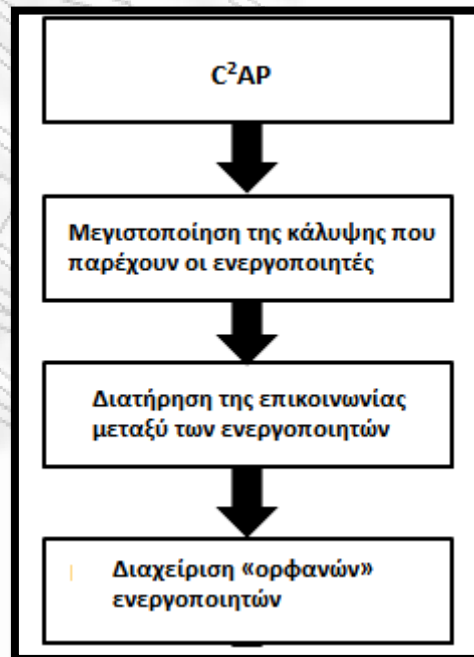 C²AP
Μεγιστοποίηση της κάλυψης που
παρέχουν οι ενεργοποιητές
Διατήρηση της επικοινωνίας
μεταξύ των ενεργοποιητών
Διαχείριση «ορφανών»
ενεργοποιητών